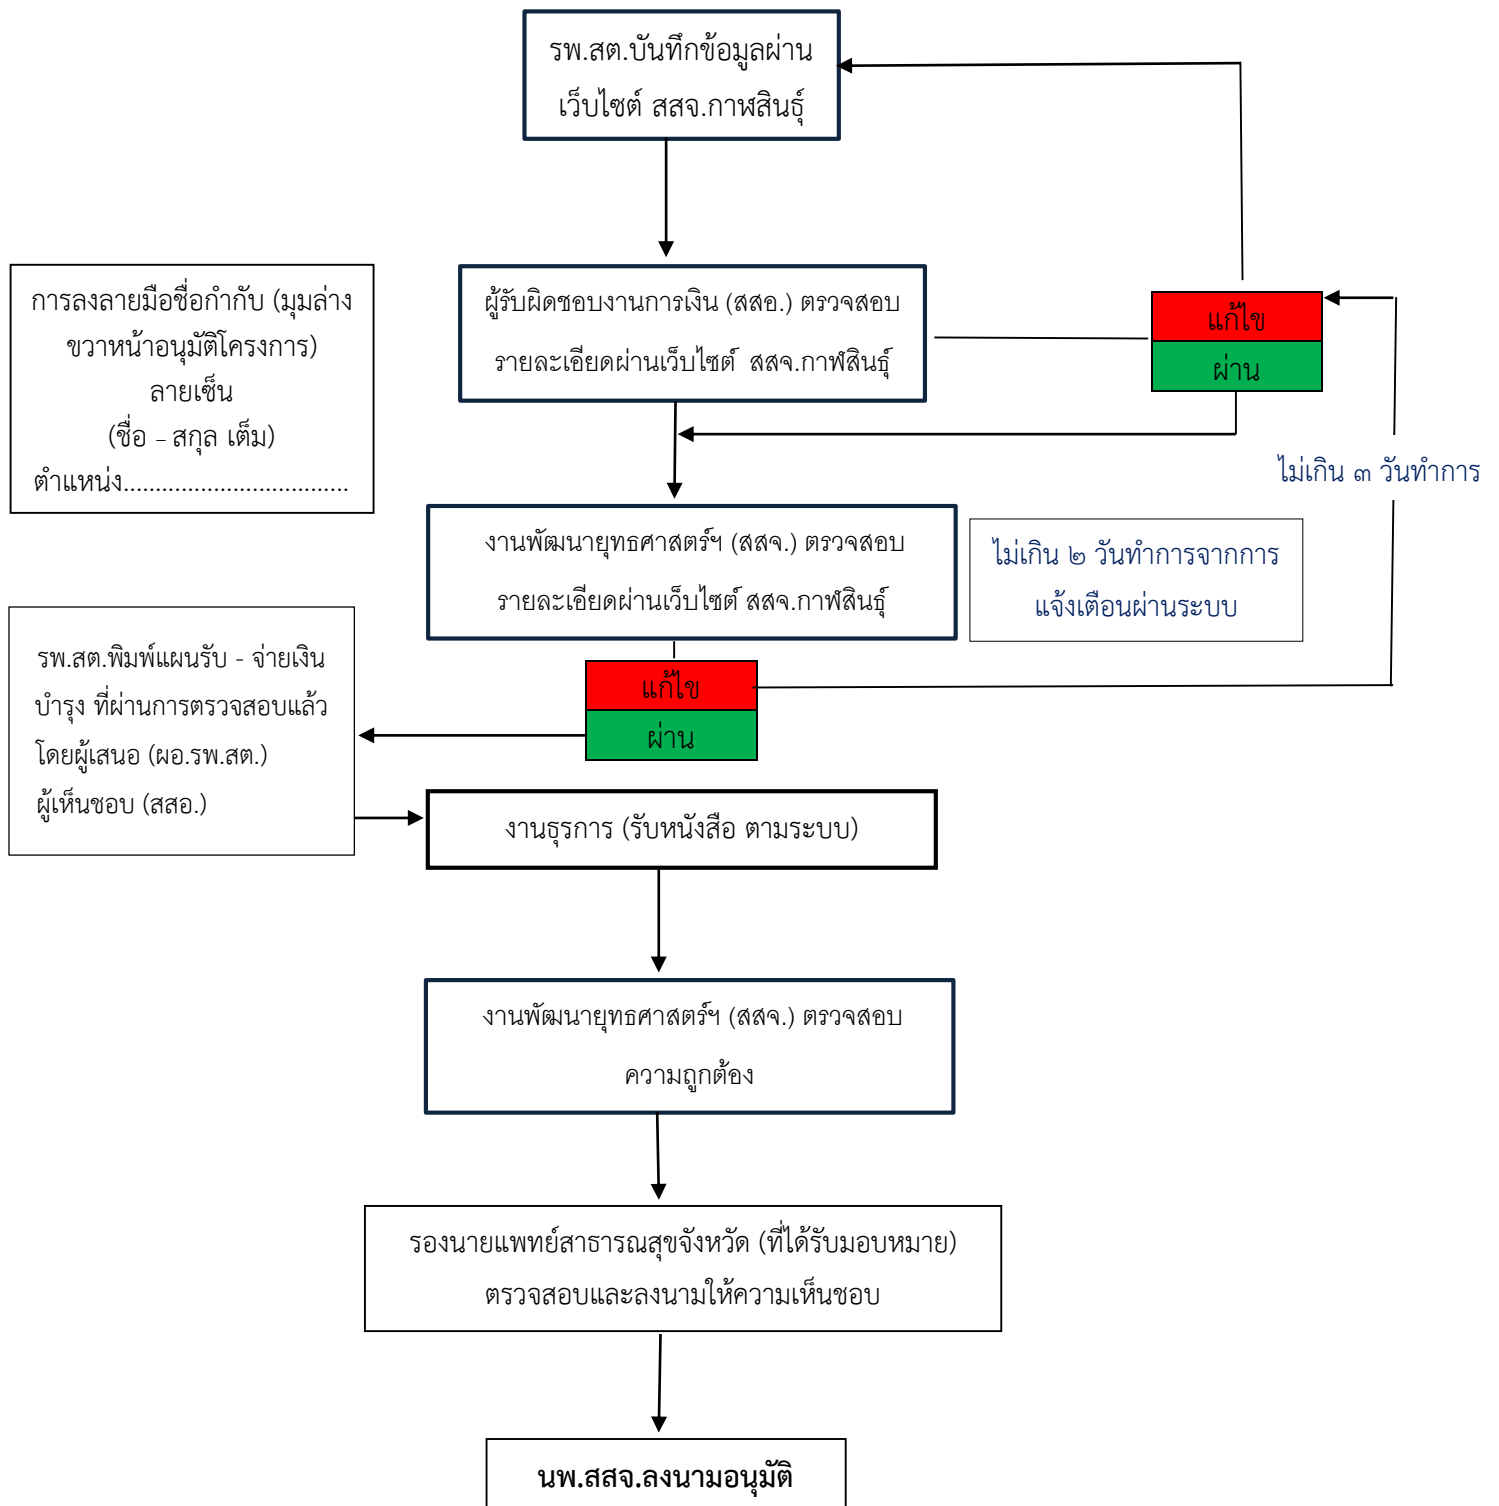 รพ.สต.บันทึกข้อมูลผ่าน
เว็บไซต์ สสจ.กาฬสินธุ์
การลงลายมือชื่อกำกับ (มุมล่าง
ขวาหน้าอนุมัติโครงการ)
ลายเซ็น
(ชื่อ – สกุล เต็ม)
ตำแหน่ง..................................
ผู้รับผิดชอบงานการเงิน (สสอ.) ตรวจสอบ
รายละเอียดผ่านเว็บไซต์ สสจ.กาฬสินธุ์
แก้ไข
ผ่าน
ไม่เกิน ๓ วันทำการ
งานพัฒนายุทธศาสตร์ฯ (สสจ.) ตรวจสอบ
รายละเอียดผ่านเว็บไซต์ สสจ.กาฬสินธุ์
ไม่เกิน ๒ วันทำการจากการ
แจ้งเตือนผ่านระบบ
แก้ไข
ผ่าน
รพ.สต.พิมพ์แผนรับ - จ่ายเงิน
บำรุง ที่ผ่านการตรวจสอบแล้ว
โดยผู้เสนอ (ผอ.รพ.สต.)
ผู้เห็นชอบ (สสอ.)
งานธุรการ (รับหนังสือ ตามระบบ)
งานพัฒนายุทธศาสตร์ฯ (สสจ.) ตรวจสอบ
ความถูกต้อง
รองนายแพทย์สาธารณสุขจังหวัด (ที่ได้รับมอบหมาย)
ตรวจสอบและลงนามให้ความเห็นชอบ
นพ.สสจ.ลงนามอนุมัติ